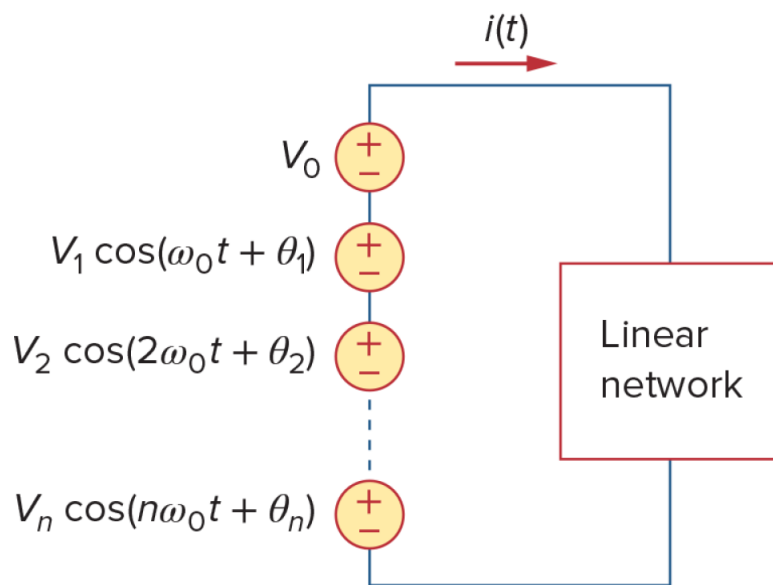 i(t)
+
−
V₀
+
−
V₁ cos(ω₀t + θ₁)
+
−
V₂ cos(2ω₀t + θ₂)
Linear
network
+
−
Vₙ cos(nω₀t + θₙ)